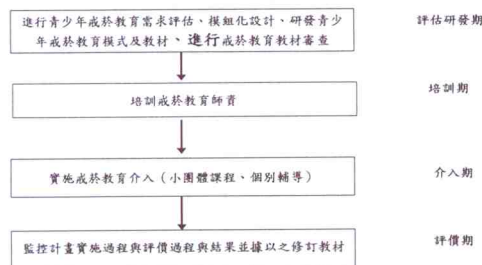 進行青少年戒菸教育需求評估、模組化設計、研發青少
年戒菸教育模式及教材、進行戒菸教育教材審查
評估研發期
培訓戒菸教育師資
培訓期
實施戒菸教育介入（小團體課程、個別輔導）
介入期
監控計畫實施過程與評價過程與結果並據以之修訂教材
評價期